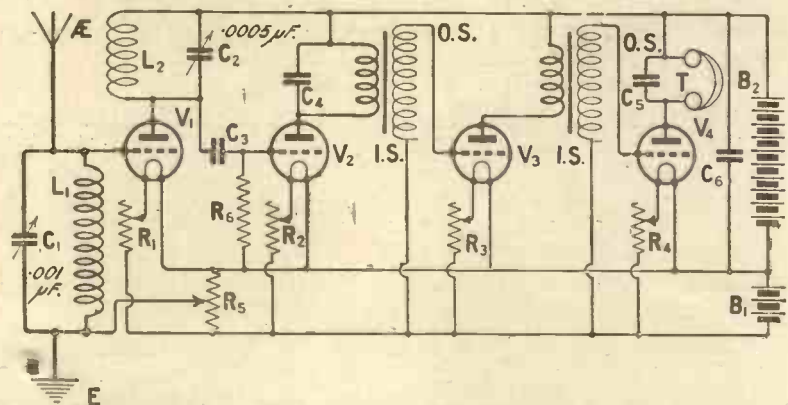 Æ
.0005 µF.
L₂
C₂
C₄
O.S.
I.S.
O.S.
I.S.
C₅
T
B₂
V₁
C₃
V₂
V₃
V₄
C₆
L₁
C₁
.001
µF.
R₁
R₆
R₂
R₃
R₄
R₅
B₁
E